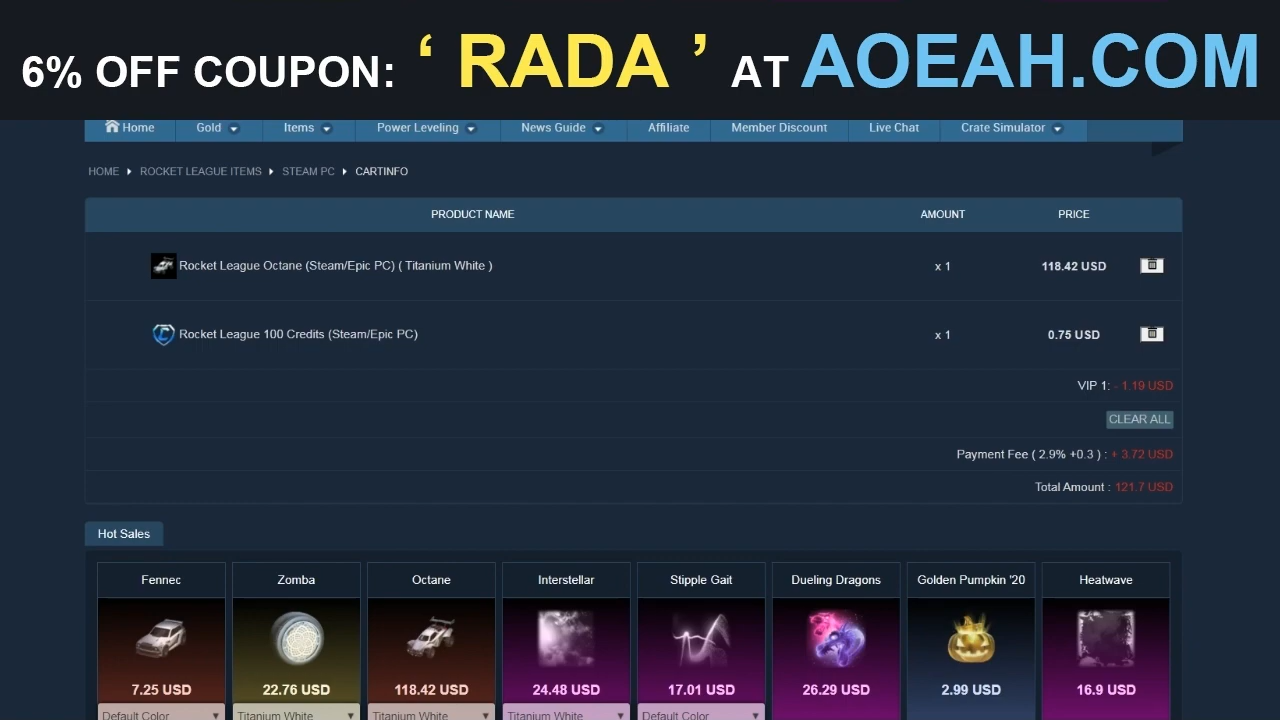 6% OFF COUPON: ‘ RADA ’ AT AOEAH.COM
Home Gold Items Power Leveling News Guide Affiliate Member Discount Live Chat Crate Simulator
HOME ROCKET LEAGUE ITEMS STEAM PC CARTINFO
PRODUCT NAME AMOUNT PRICE
Rocket League Octane (Steam/Epic PC) ( Titanium White ) x 1 118.42 USD
Rocket League 100 Credits (Steam/Epic PC) x 1 0.75 USD
VIP 1: - 1.19 USD
CLEAR ALL
Payment Fee ( 2.9% +0.3 ) : + 3.72 USD
Total Amount : 121.7 USD
Hot Sales
Fennec Zomba Octane Interstellar Stipple Gait Dueling Dragons Golden Pumpkin '20 Heatwave
7.25 USD 22.76 USD 118.42 USD 24.48 USD 17.01 USD 26.29 USD 2.99 USD 16.9 USD
Default Color Titanium White Titanium White Titanium White Default Color